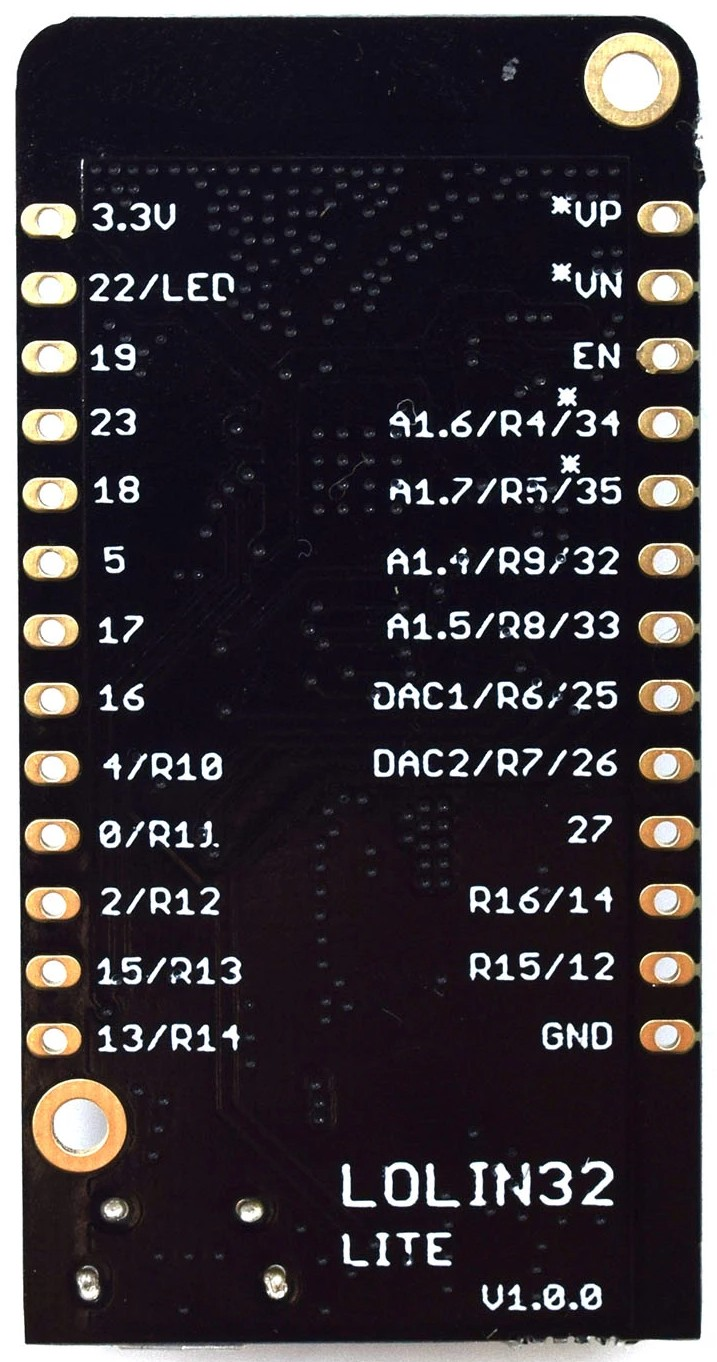 3.3V *VP
22/LED *VN
19 EN
23 A1.6/R4/34
*
18 A1.7/R5/35
*
5 A1.4/R9/32
17 A1.5/R8/33
16 DAC1/R6/25
4/R10 DAC2/R7/26
0/R11 27
2/R12 R16/14
15/R13 R15/12
13/R14 GND
LOLIN32
LITE
V1.0.0